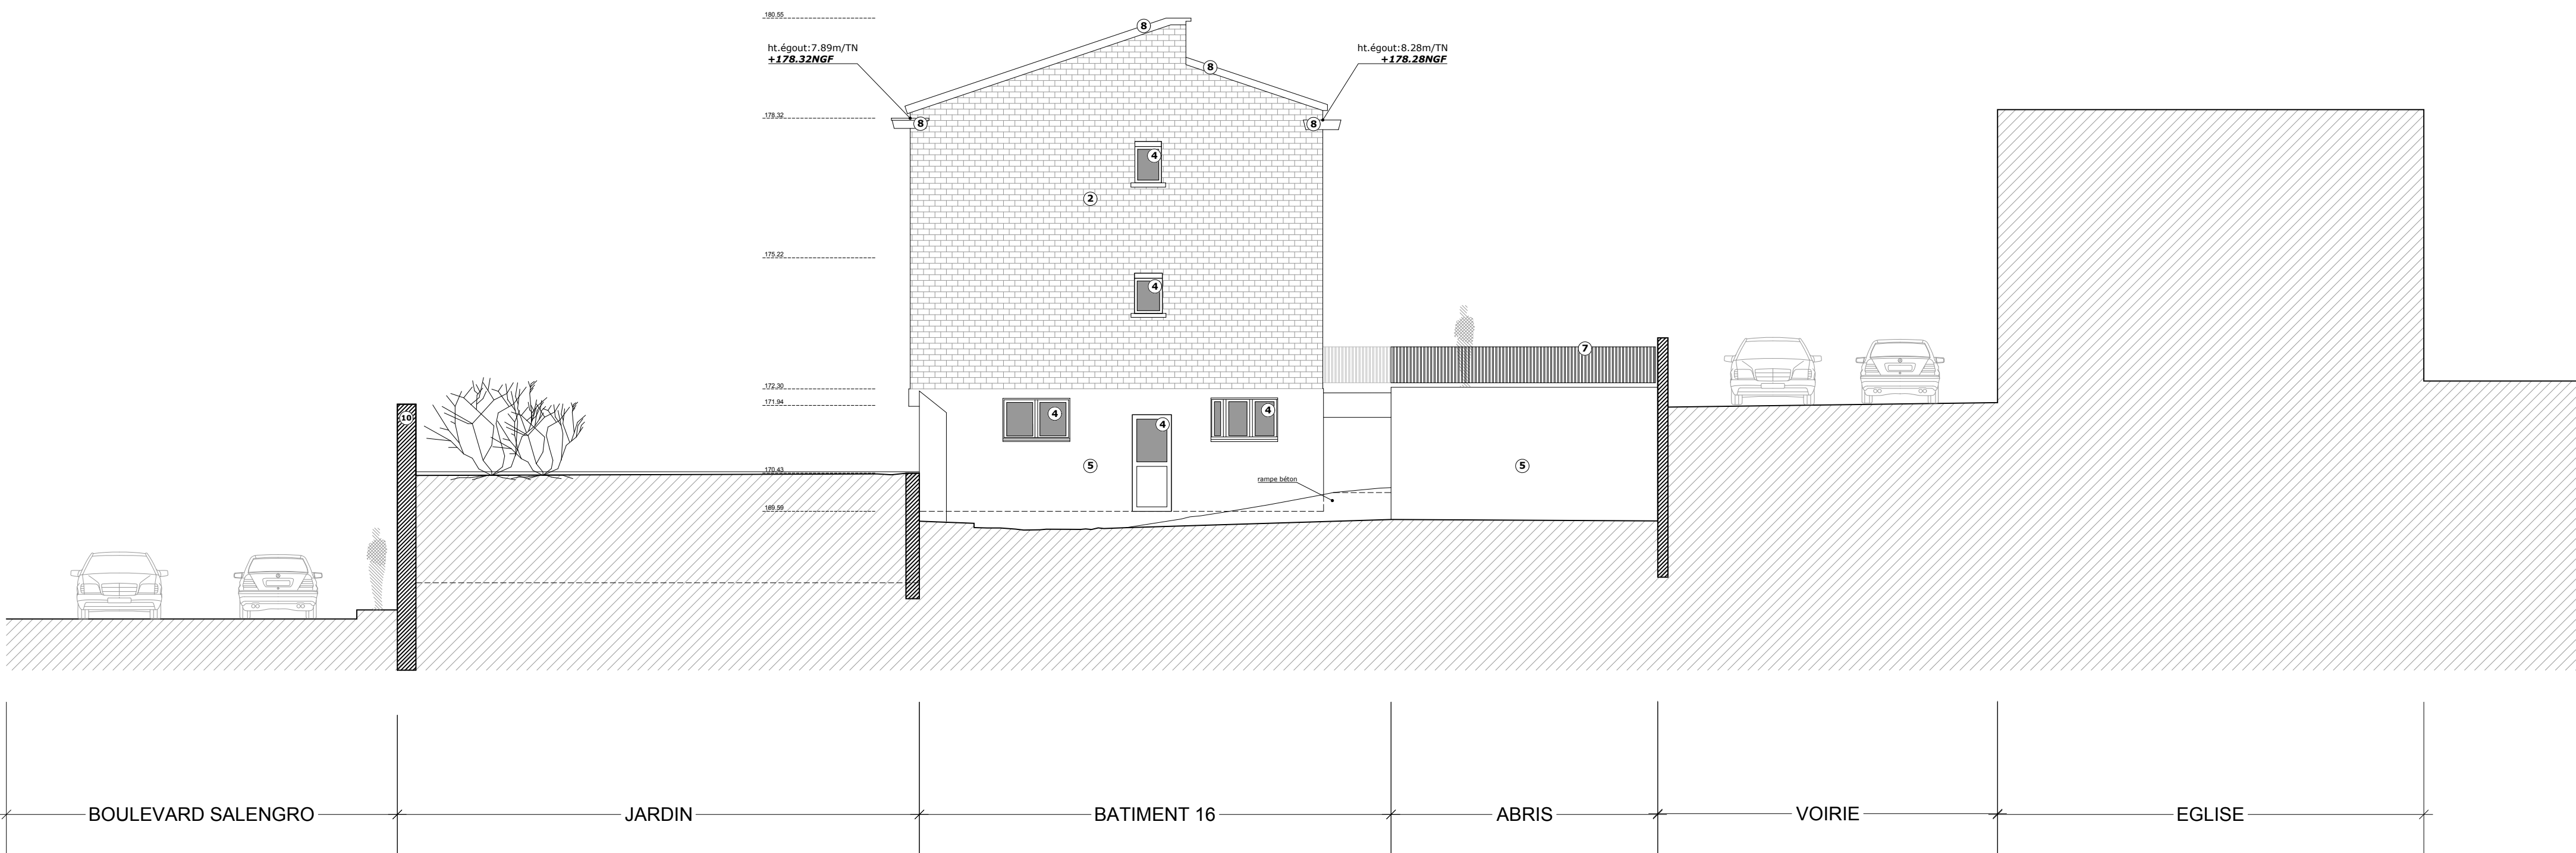 180.55
8
ht.égout:7.89m/TN
+178.32NGF
ht.égout:8.28m/TN
+178.28NGF
8
178.32
8
8
4
2
175.22
4
7
172.30
171.94
10
4
4
4
170.43
5
5
rampe béton
169.59
BOULEVARD SALENGRO
JARDIN
BATIMENT 16
ABRIS
VOIRIE
EGLISE